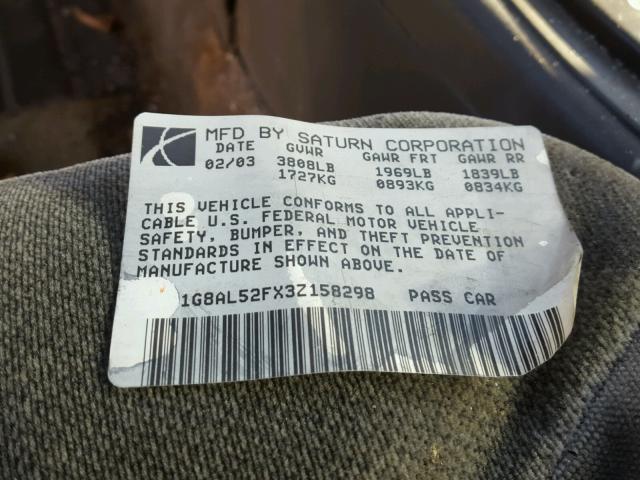 MFD BY SATURN CORPORATION
DATE GVWR GAWR FRT GAWR RR
02/03 3808LB 1969LB 1839LB
1727KG 0893KG 0834KG
THIS VEHICLE CONFORMS TO ALL APPLI-
CABLE U.S. FEDERAL MOTOR VEHICLE
SAFETY, BUMPER, AND THEFT PREVENTION
STANDARDS IN EFFECT ON THE DATE OF
MANUFACTURE SHOWN ABOVE.
1G8AL52FX3Z158298 PASS CAR